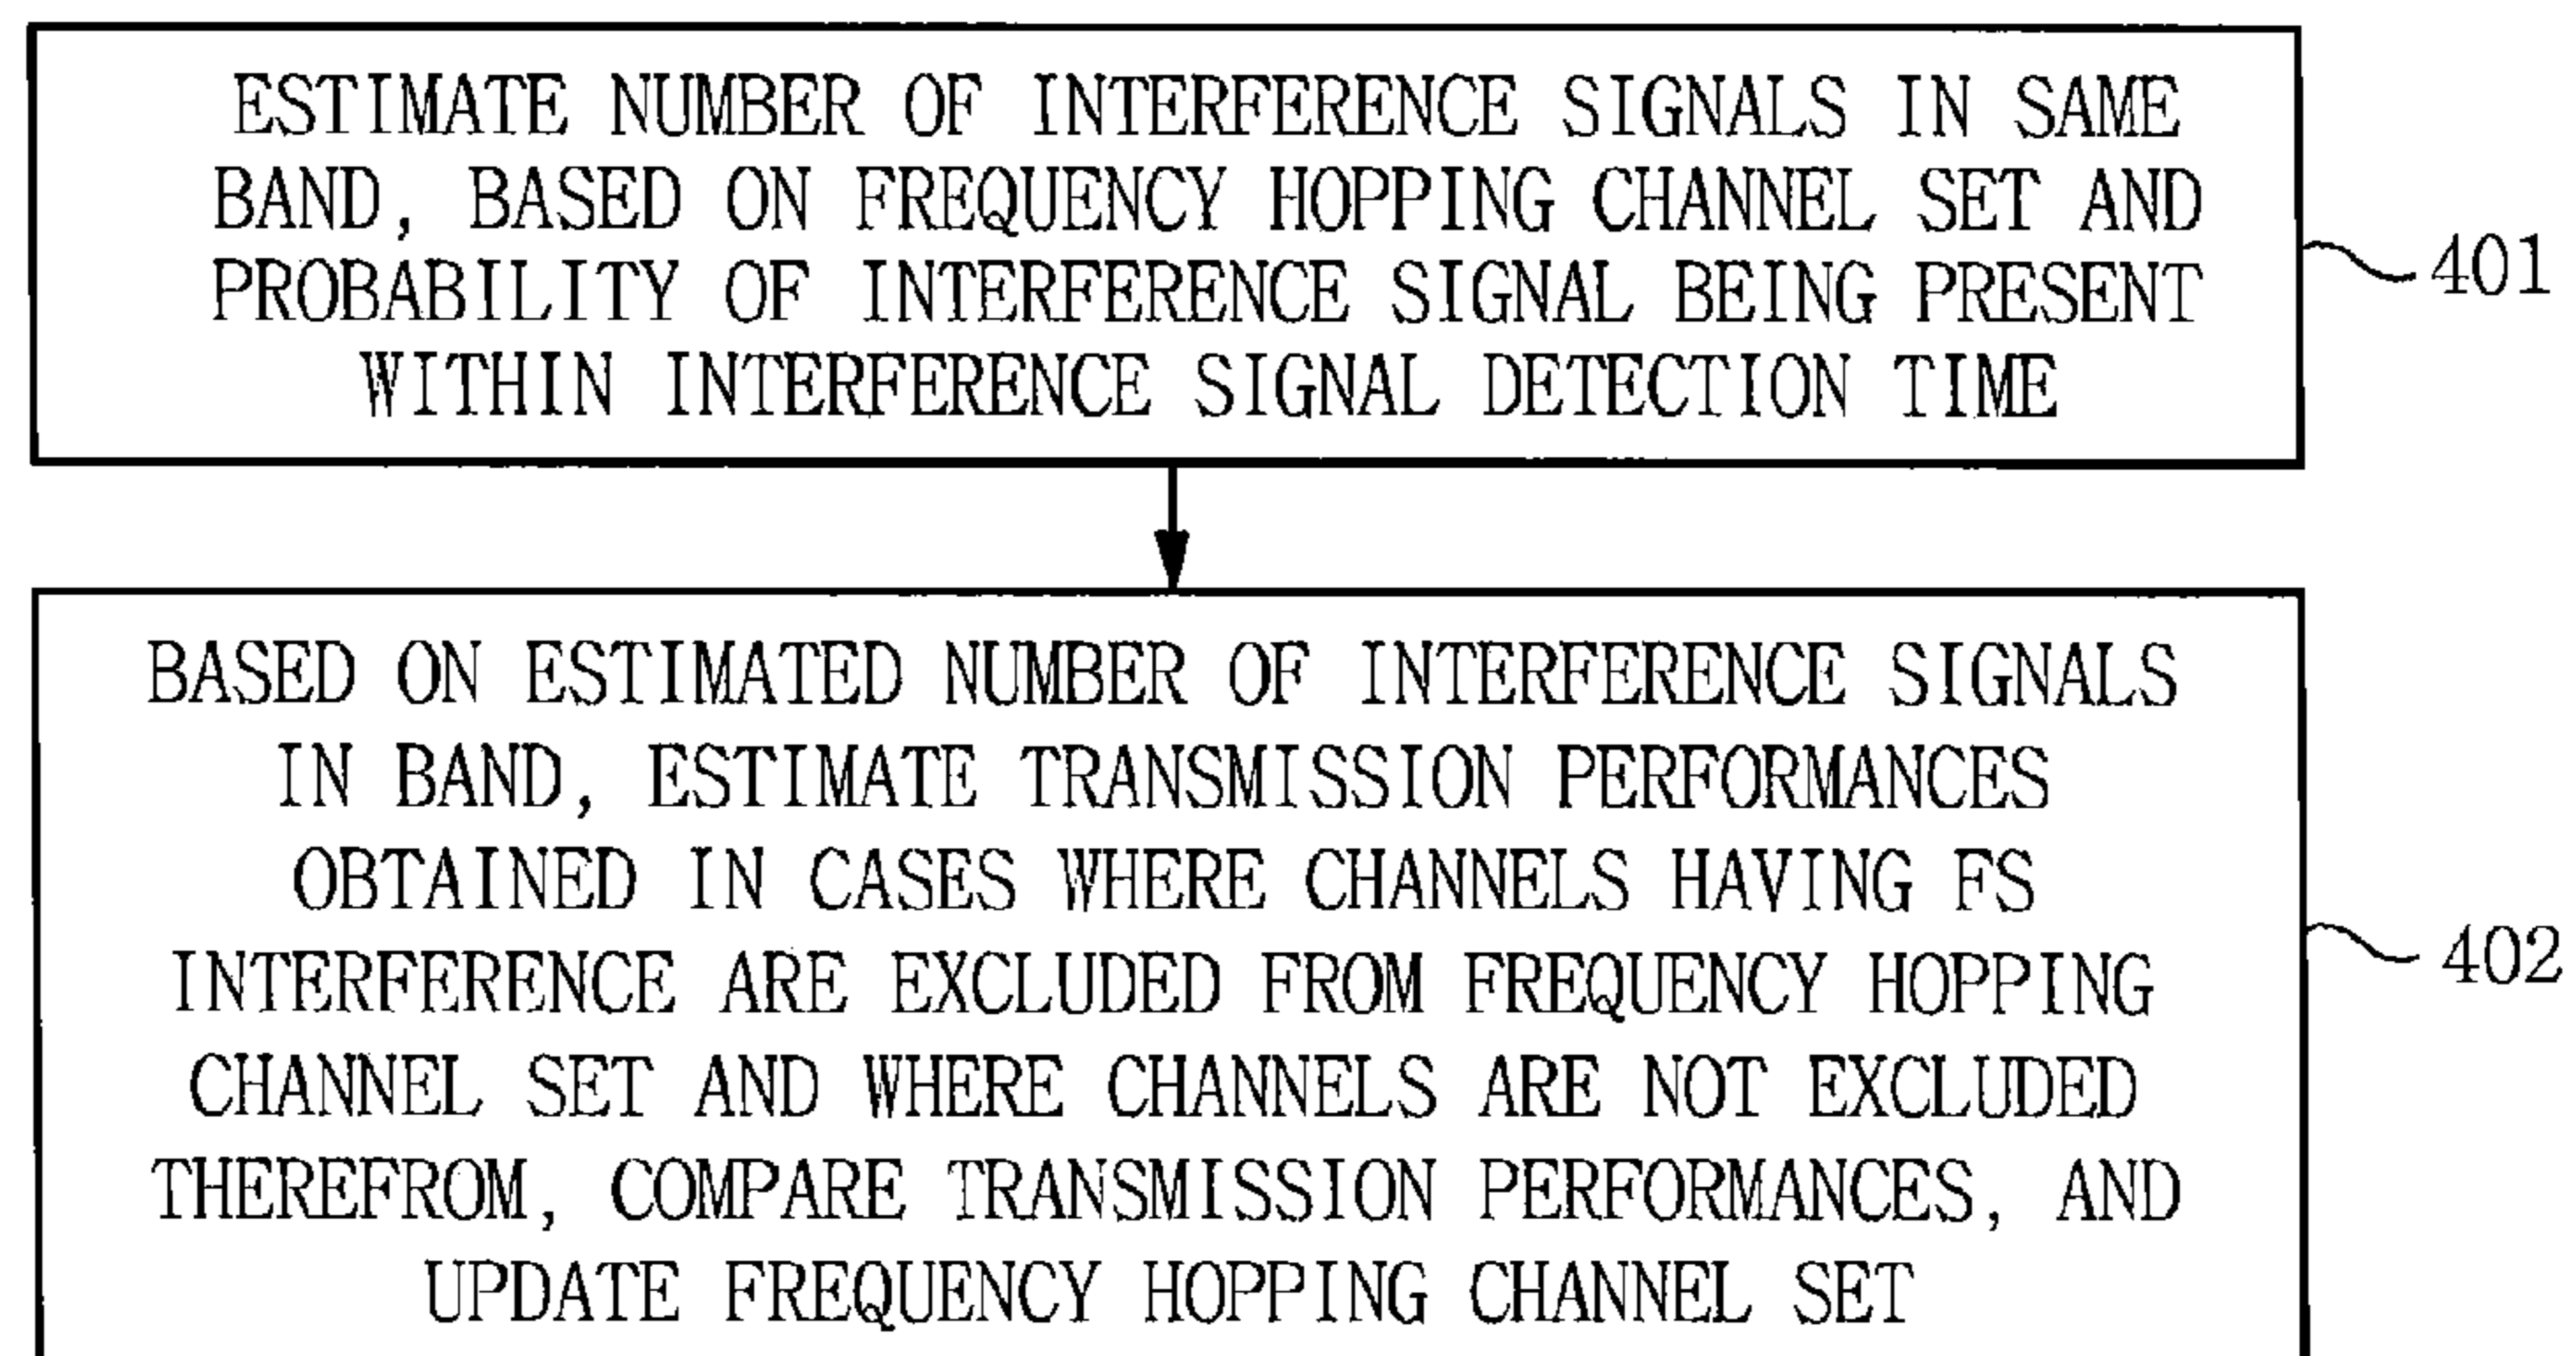 ESTIMATE NUMBER OF INTERFERENCE SIGNALS IN SAME
BAND, BASED ON FREQUENCY HOPPING CHANNEL SET AND
PROBABILITY OF INTERFERENCE SIGNAL BEING PRESENT
WITHIN INTERFERENCE SIGNAL DETECTION TIME
401
BASED ON ESTIMATED NUMBER OF INTERFERENCE SIGNALS
IN BAND, ESTIMATE TRANSMISSION PERFORMANCES
OBTAINED IN CASES WHERE CHANNELS HAVING FS
INTERFERENCE ARE EXCLUDED FROM FREQUENCY HOPPING
CHANNEL SET AND WHERE CHANNELS ARE NOT EXCLUDED
THEREFROM, COMPARE TRANSMISSION PERFORMANCES, AND
UPDATE FREQUENCY HOPPING CHANNEL SET
402